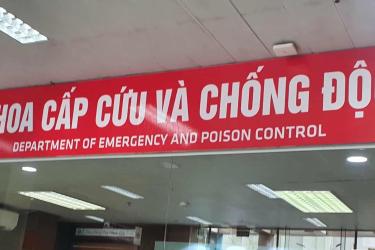 HOA CẤP CỨU VÀ CHỐNG ĐỘ
DEPARTMENT OF EMERGENCY AND POISON CONTROL